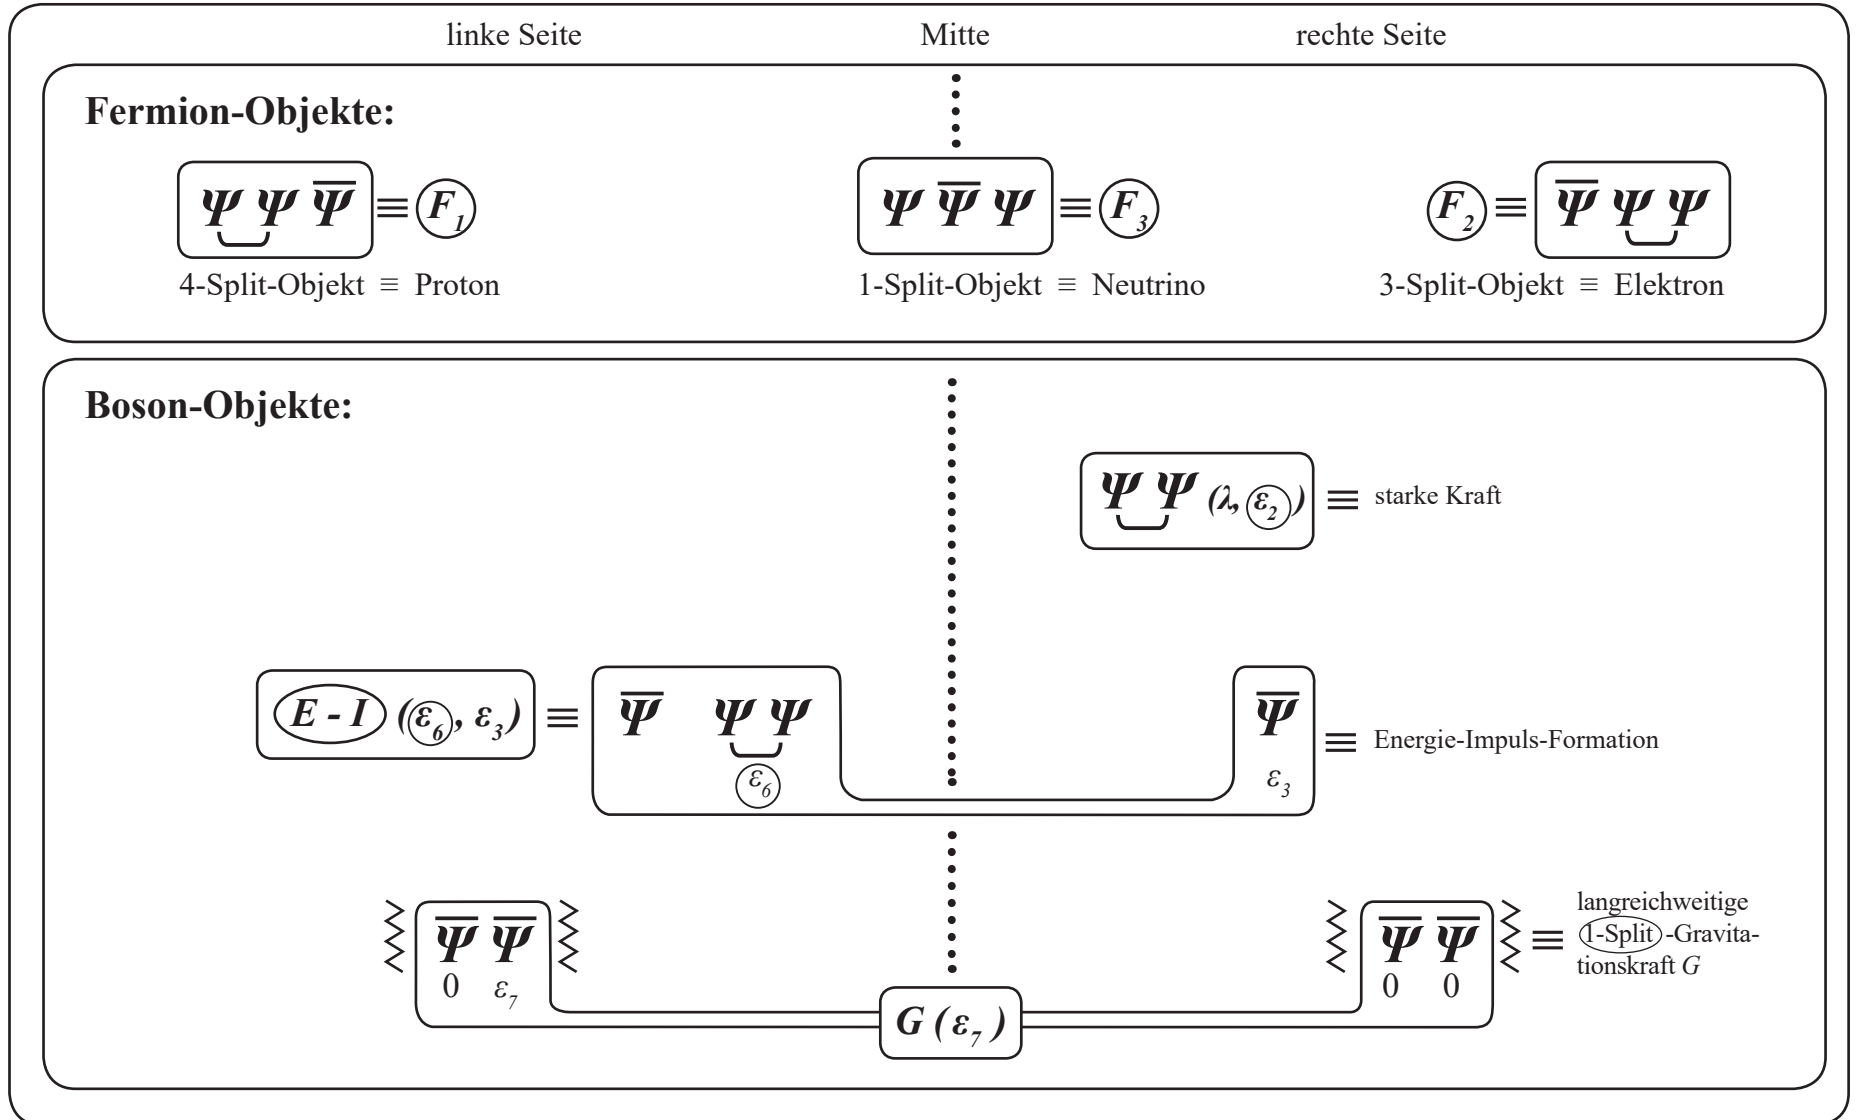 linke Seite Mitte rechte Seite
Fermion-Objekte:
Ψ Ψ Ψ̅ ≡ F₁ Ψ Ψ̅ Ψ ≡ F₃ F₂ ≡ Ψ̅ Ψ Ψ
4-Split-Objekt ≡ Proton 1-Split-Objekt ≡ Neutrino 3-Split-Objekt ≡ Elektron
Boson-Objekte:
Ψ Ψ (λ, ε₂) ≡ starke Kraft
E - I (ε₆, ε₃) ≡ Ψ̅ Ψ Ψ Ψ̅ ≡ Energie-Impuls-Formation
ε₆ ε₃
Ψ̅ Ψ̅ Ψ̅ Ψ̅ ≡
0 ε₇ 0 0
langreichweitige
1-Split-Gravita-
tionskraft G
G (ε₇)